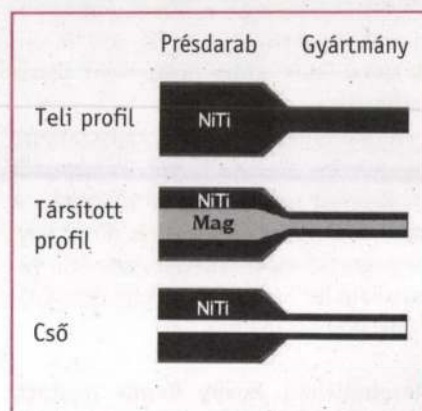 Présdarab Gyártmány
Teli profil
NiTi
Társított
profil
NiTi
Mag
Cső
NiTi